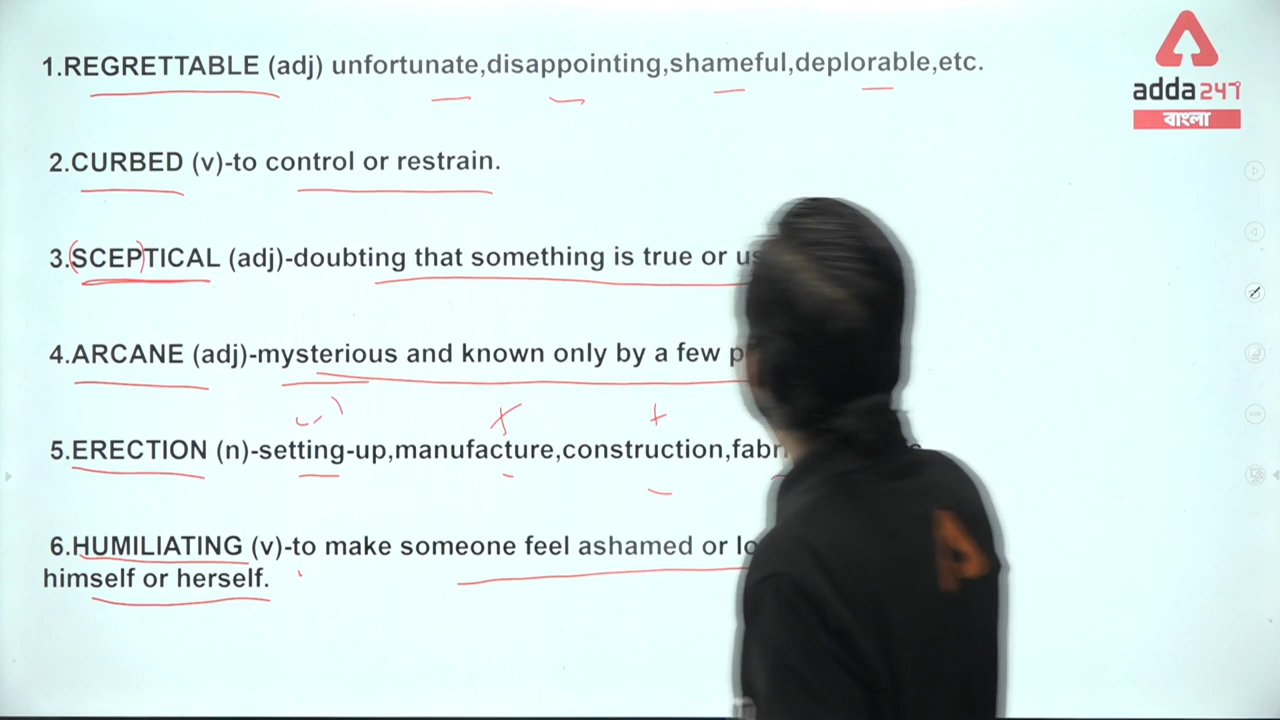 1.REGRETTABLE (adj) unfortunate,disappointing,shameful,deplorable,etc.
adda247
বাংলা
2.CURBED (v)-to control or restrain.
3.SCEPTICAL (adj)-doubting that something is true or
4.ARCANE (adj)-mysterious and known only by a few
5.ERECTION (n)-setting-up,manufacture,construction,
6.HUMILIATING (v)-to make someone feel ashamed or
himself or herself.